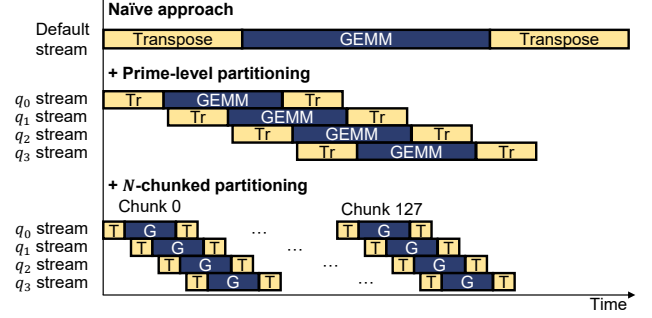 Naïve approach
Default stream
Transpose GEMM Transpose
+ Prime-level partitioning
q₀ stream Tr GEMM Tr
q₁ stream Tr GEMM Tr
q₂ stream Tr GEMM Tr
q₃ stream Tr GEMM Tr
+ N-chunked partitioning
Chunk 0 Chunk 127
q₀ stream T G T ... T G T
q₁ stream T G T ... T G T
q₂ stream T G T ... T G T
q₃ stream T G T ... T G T
Time